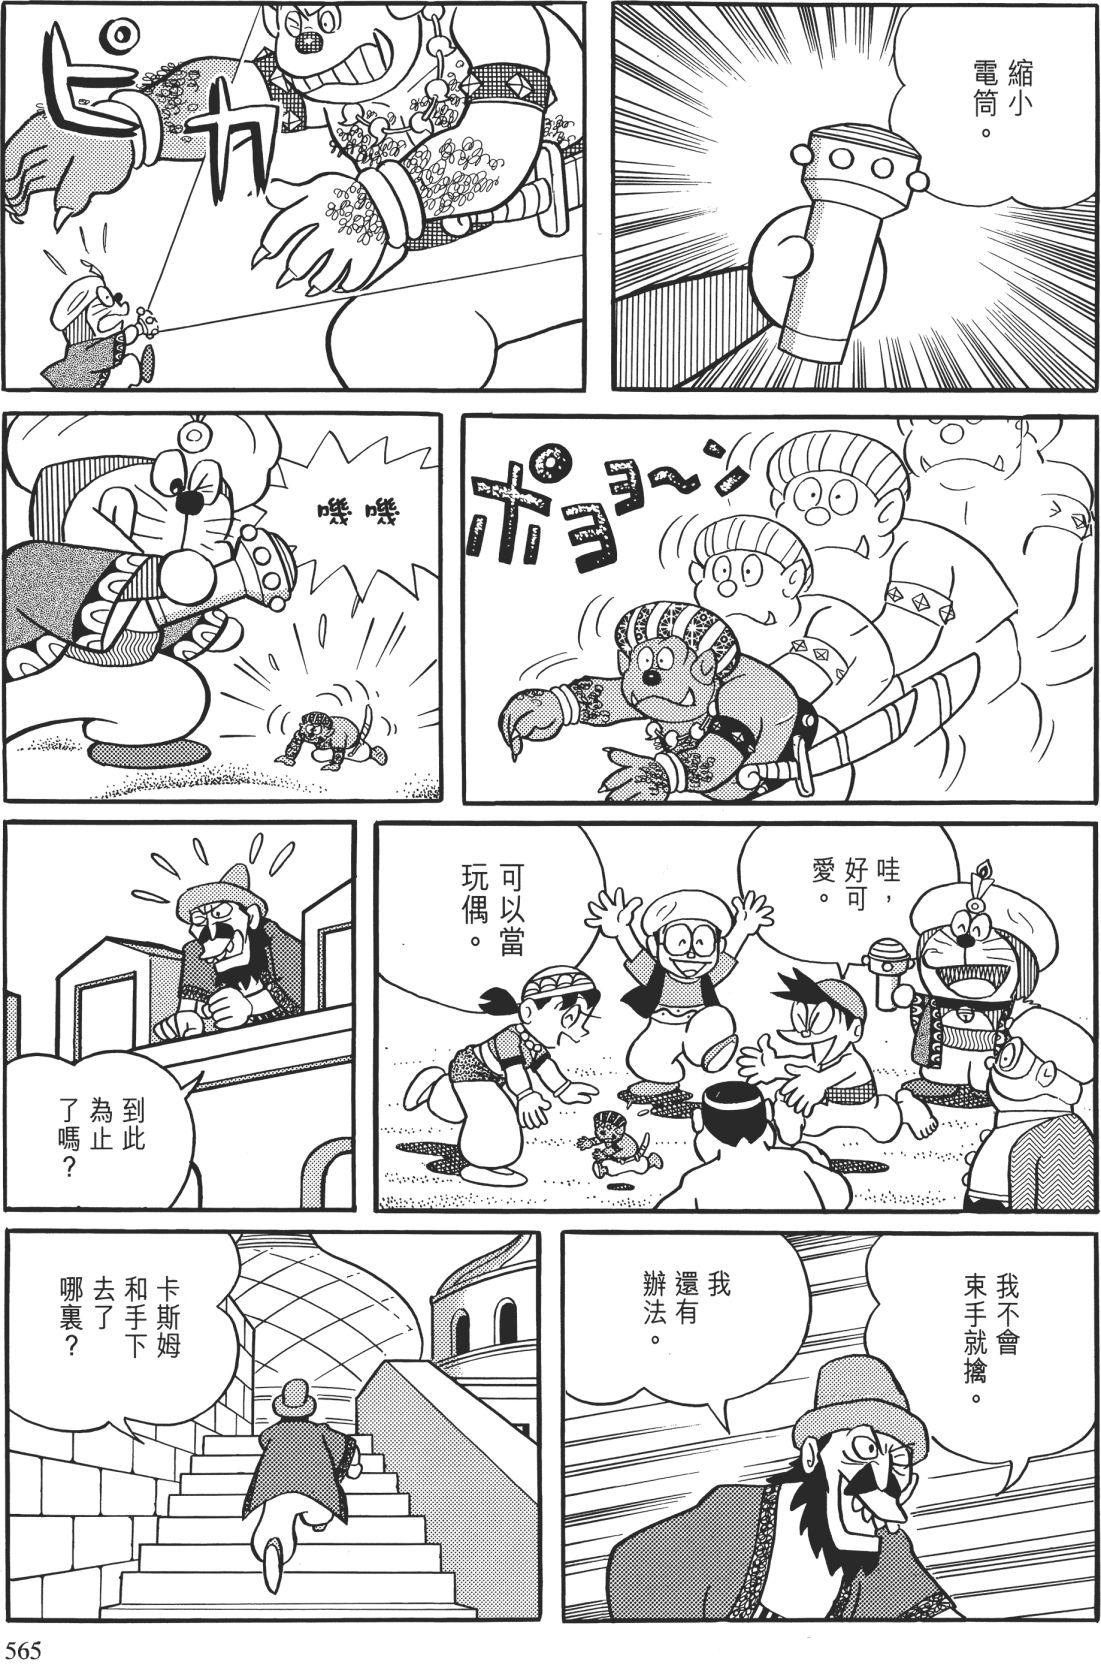 縮小
電筒。
ピカ
ポヨヨ～ン
嘰嘰
哇，
好可
愛。
可以當
玩偶。
到此
為止
了嗎？
我不會
束手就擒。
我
還有
辦法。
卡斯姆
和手下
去了
哪裏？
565